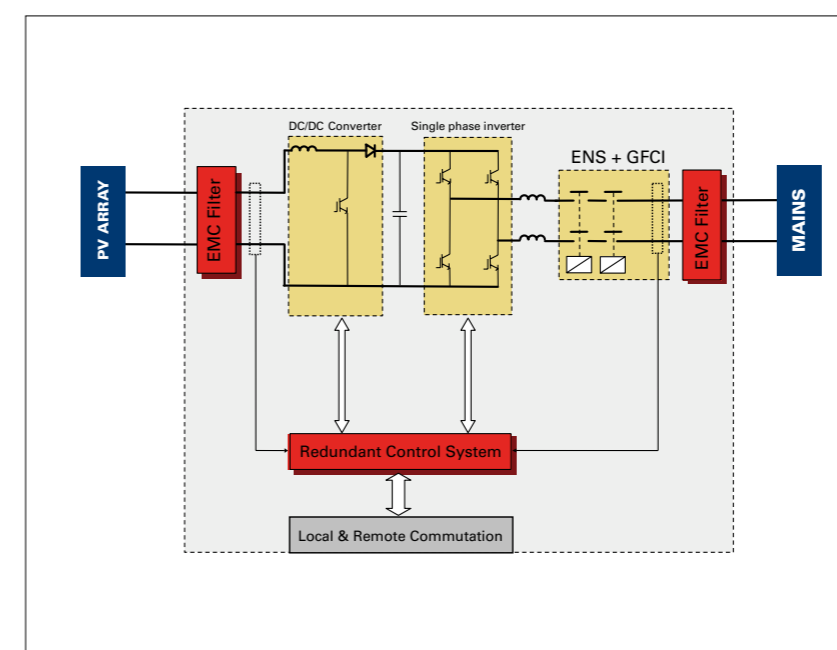 DC/DC Converter
Single phase inverter
ENS + GFCI
PV ARRAY
EMC Filter
EMC Filter
MAINS
Redundant Control System
Local & Remote Commutation